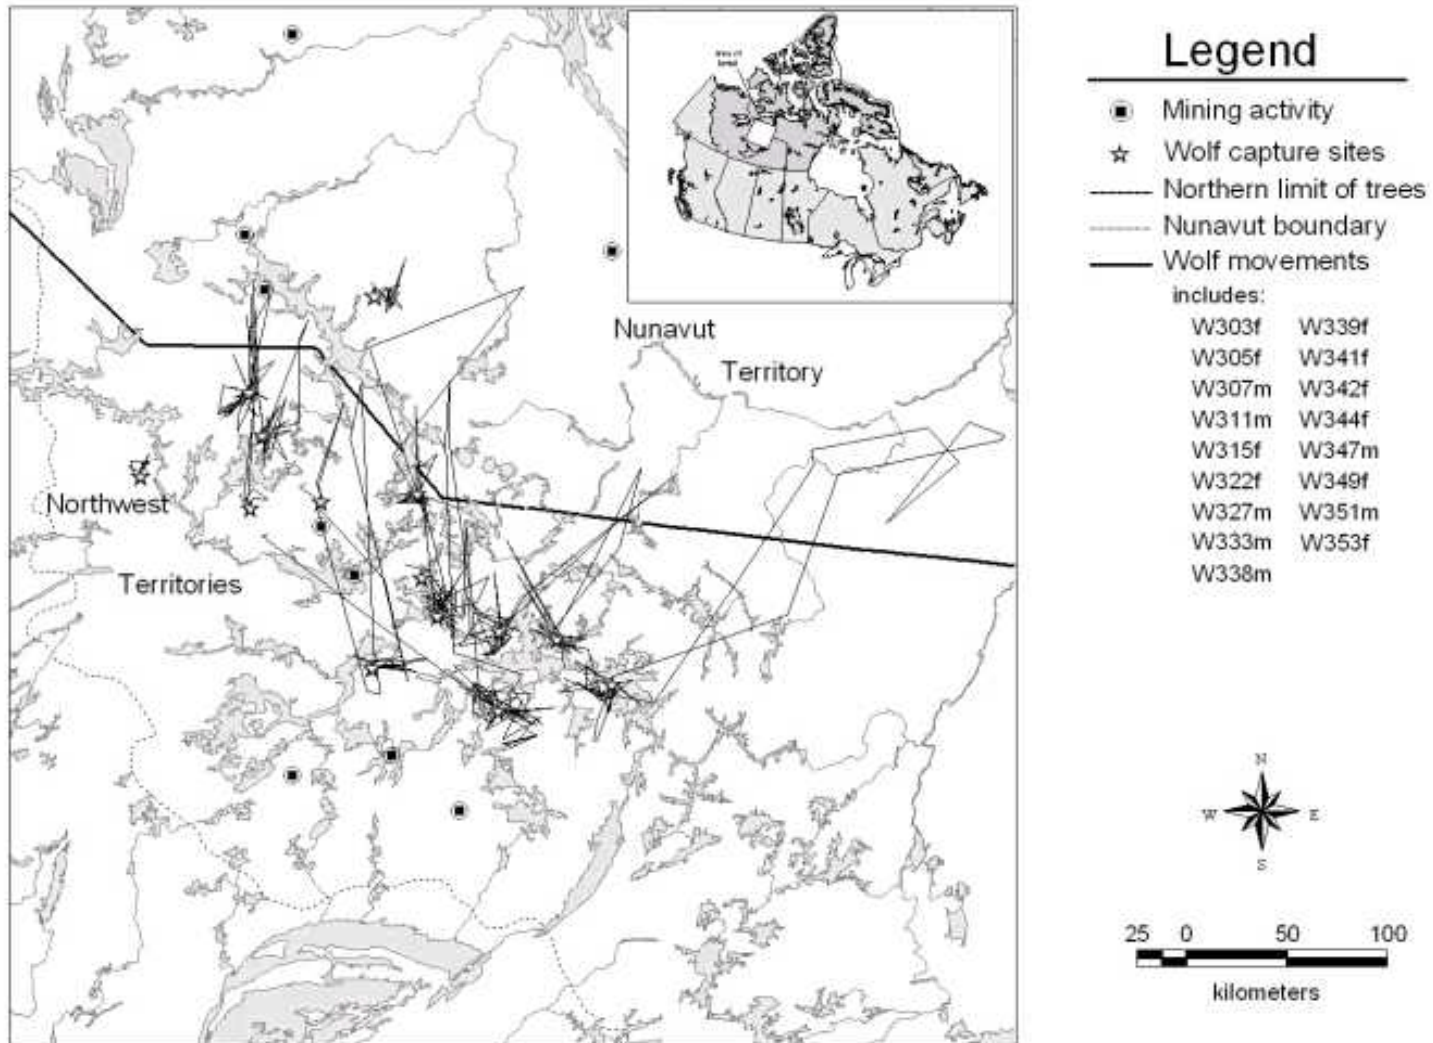 Legend
Mining activity
Wolf capture sites
Northern limit of trees
Nunavut boundary
Wolf movements
includes:
W303f W339f
W305f W341f
W307m W342f
W311m W344f
W315f W347m
W322f W349f
W327m W351m
W333m W353f
W338m
Nunavut
Territory
Northwest
Territories
N
W E
S
25 0 50 100
kilometers